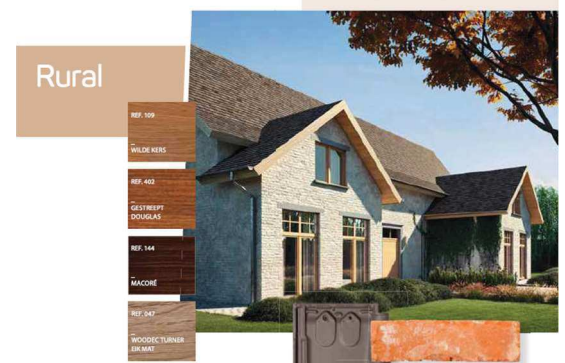 Rural
REF. 109
WILDE KERS
REF. 402
GESTREEPT
DOUGLAS
REF. 144
MACORÉ
REF. 047
WOODEC TURNER
EIK MAT